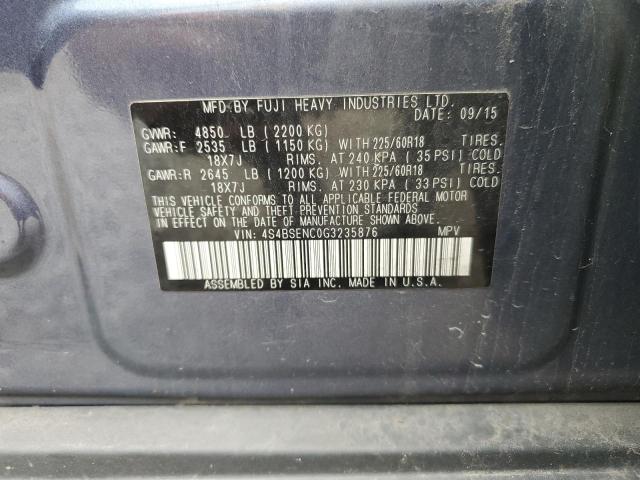 MFD BY FUJI HEAVY INDUSTRIES LTD.
DATE: 09/15
GVWR: 4850 LB (2200 KG)
GAWR:F 2535 LB (1150 KG) WITH 225/60R18 TIRES.
18X7J RIMS. AT 240 KPA (35 PSI) COLD
GAWR:R 2645 LB (1200 KG) WITH 225/60R18 TIRES.
18X7J RIMS. AT 230 KPA (33 PSI) COLD
THIS VEHICLE CONFORMS TO ALL APPLICABLE FEDERAL MOTOR
VEHICLE SAFETY AND THEFT PREVENTION STANDARDS
IN EFFECT ON THE DATE OF MANUFACTURE SHOWN ABOVE.
VIN: 4S4BSENC0G3235876 MPV
ASSEMBLED BY SIA INC. MADE IN U.S.A.